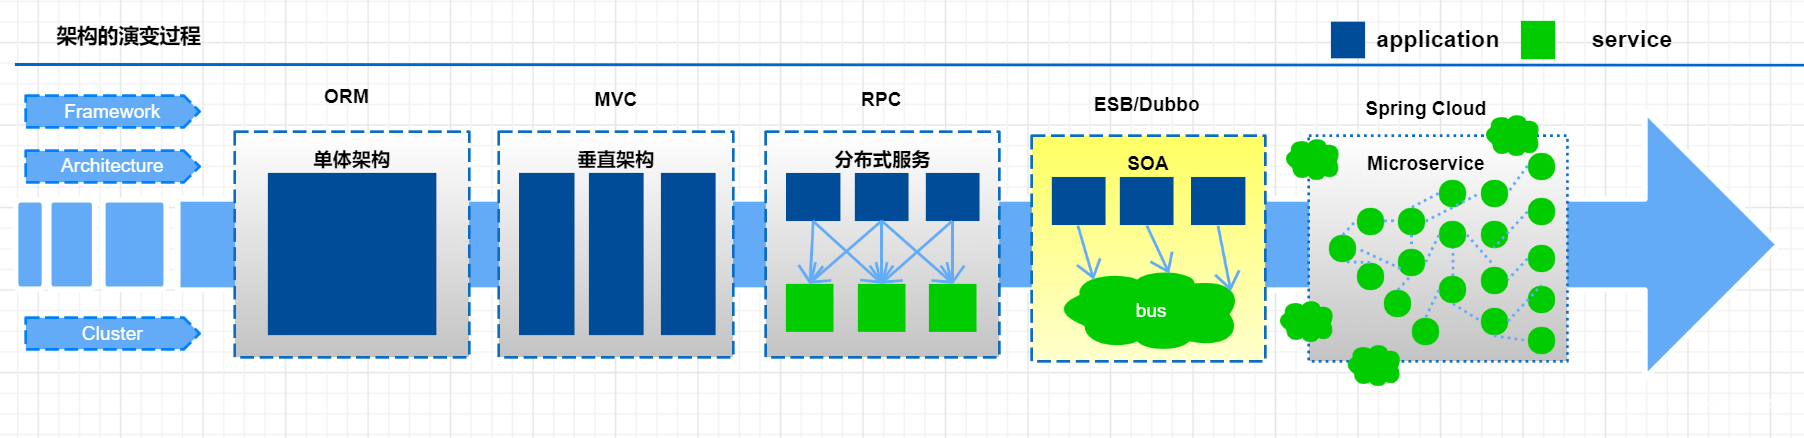 架构的演变过程
application
service
Framework
Architecture
Cluster
ORM
单体架构
MVC
垂直架构
RPC
分布式服务
ESB/Dubbo
SOA
bus
Spring Cloud
Microservice